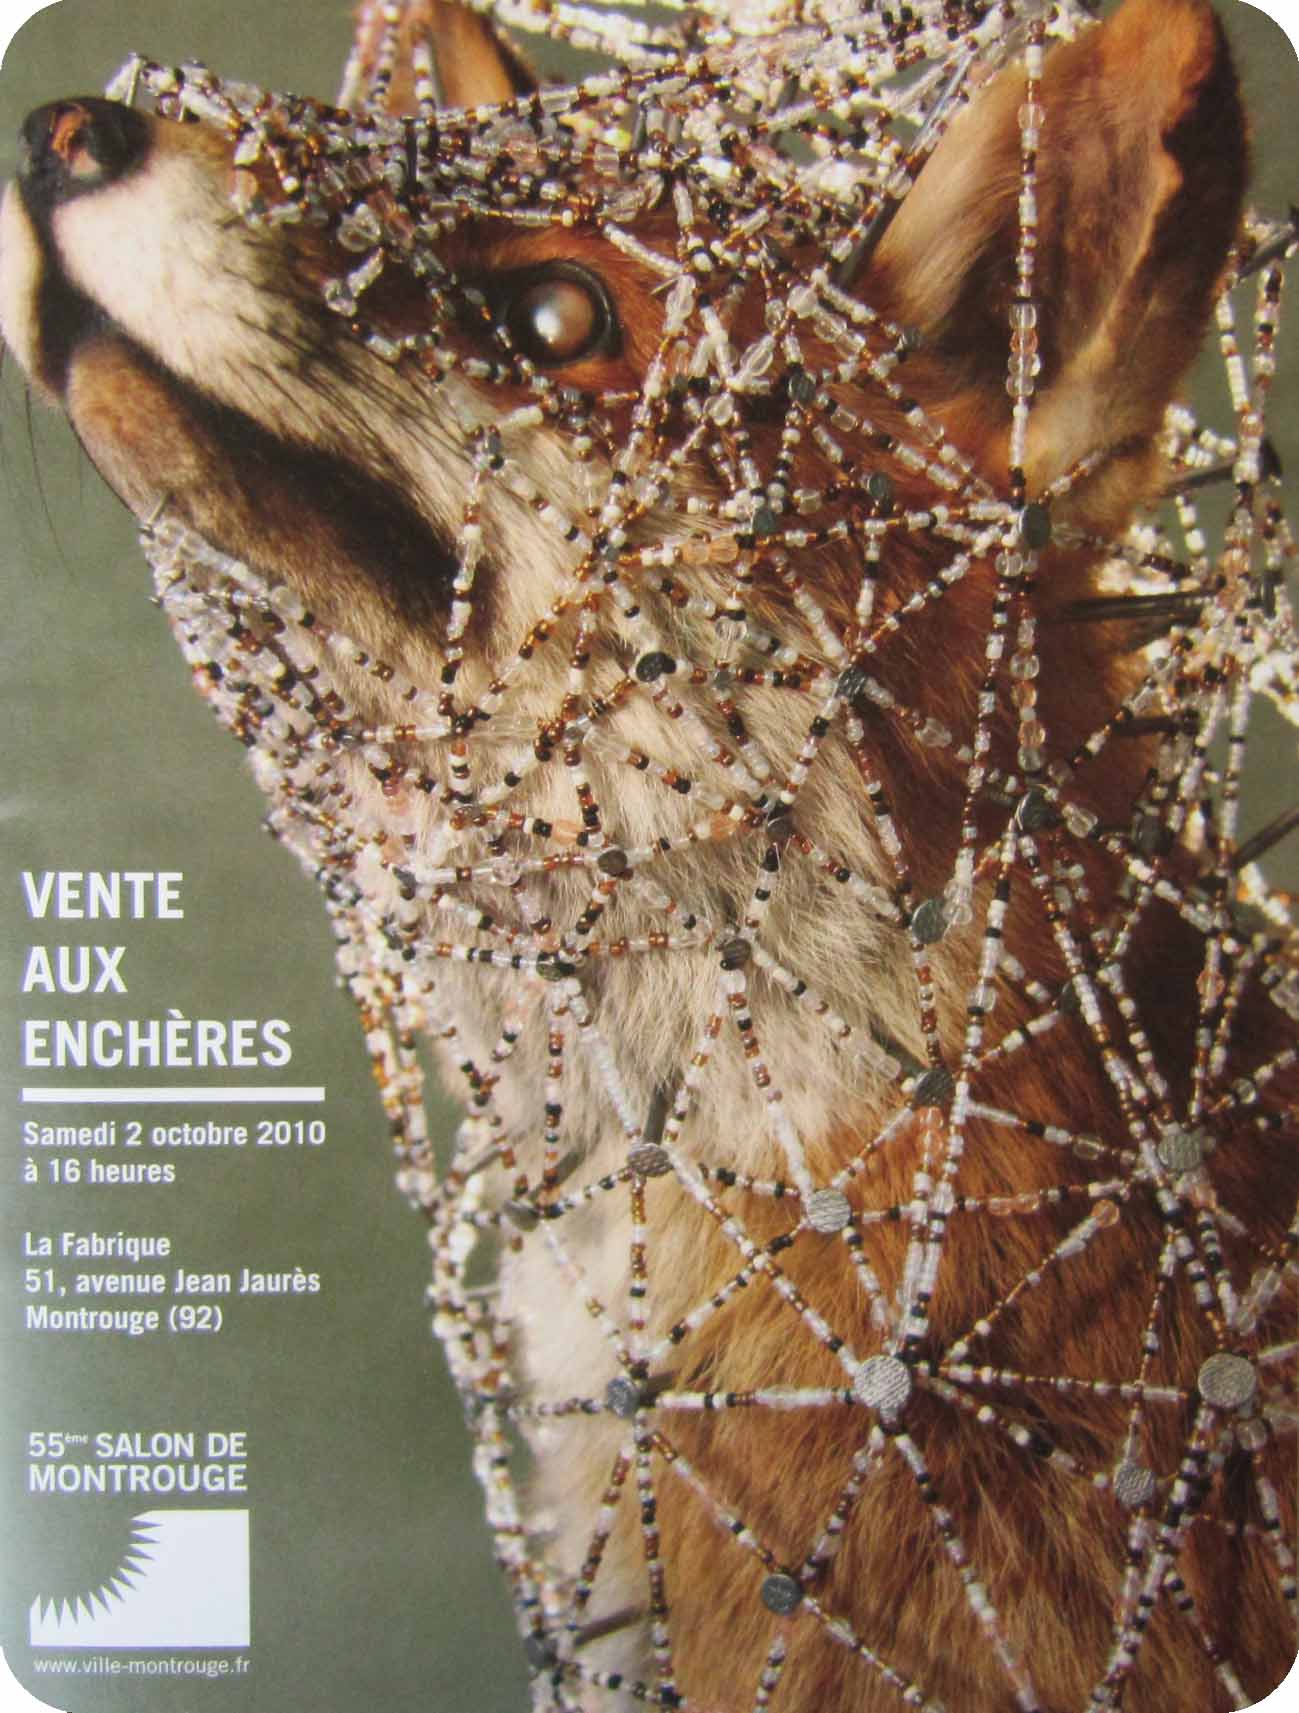 VENTE
AUX
ENCHÈRES
Samedi 2 octobre 2010
à 16 heures
La Fabrique
51, avenue Jean Jaurès
Montrouge (92)
55ème SALON DE
MONTROUGE
www.ville-montrouge.fr